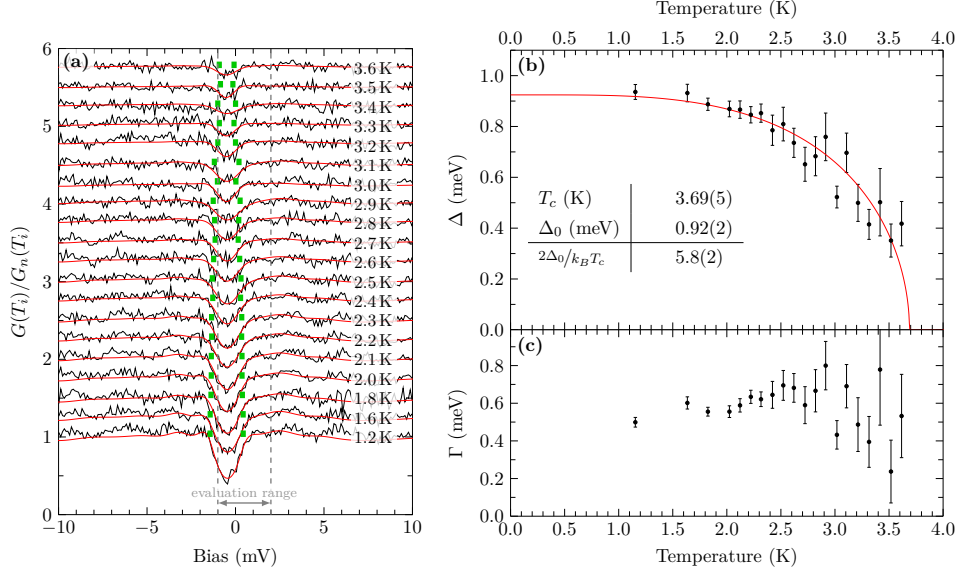 Temperature (K)
0.0 0.5 1.0 1.5 2.0 2.5 3.0 3.5 4.0
(a)
6
5
4
3
2
1
0
G(T_i)/G_n(T_i)
3.6 K
3.5 K
3.4 K
3.3 K
3.2 K
3.1 K
3.0 K
2.9 K
2.8 K
2.7 K
2.6 K
2.5 K
2.4 K
2.3 K
2.2 K
2.1 K
2.0 K
1.8 K
1.6 K
1.2 K
evaluation range
−10 −5 0 5 10
Bias (mV)
(b)
1.0
0.8
0.6
0.4
0.2
0.0
Δ (meV)
T_c (K) 3.69(5)
Δ_0 (meV) 0.92(2)
2Δ_0/k_BT_c 5.8(2)
(c)
0.8
0.6
0.4
0.2
0.0
Γ (meV)
0.0 0.5 1.0 1.5 2.0 2.5 3.0 3.5 4.0
Temperature (K)